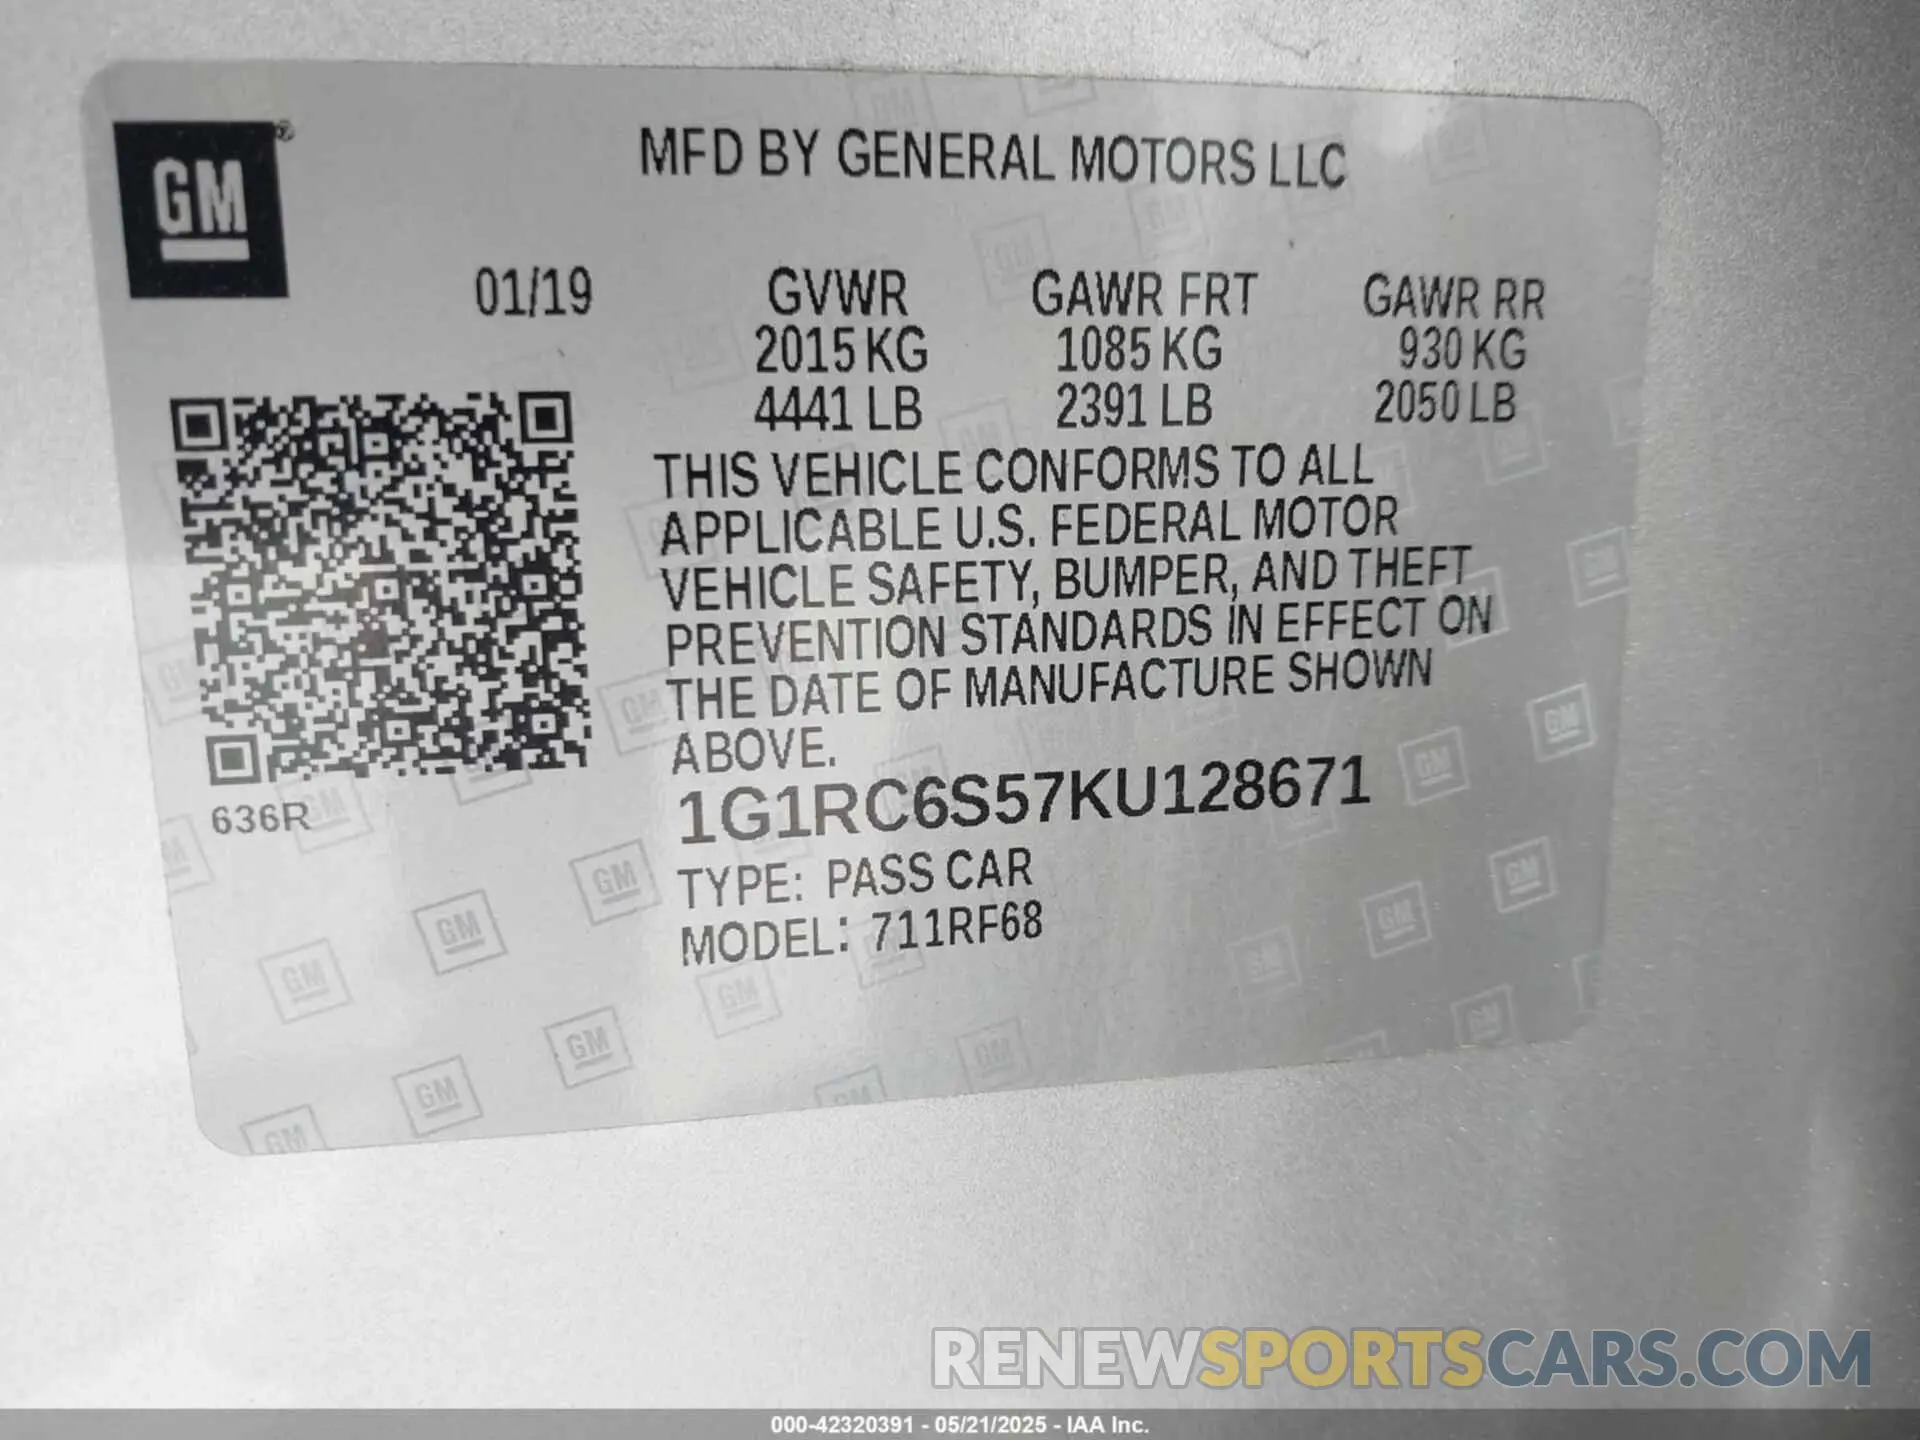 GM®
MFD BY GENERAL MOTORS LLC
01/19 GVWR GAWR FRT GAWR RR
2015 KG 1085 KG 930 KG
4441 LB 2391 LB 2050 LB
THIS VEHICLE CONFORMS TO ALL
APPLICABLE U.S. FEDERAL MOTOR
VEHICLE SAFETY, BUMPER, AND THEFT
PREVENTION STANDARDS IN EFFECT ON
THE DATE OF MANUFACTURE SHOWN
ABOVE.
636R
1G1RC6S57KU128671
TYPE: PASS CAR
MODEL: 711RF68
RENEWSPORTSCARS.COM
000-42320391 - 05/21/2025 - IAA Inc.